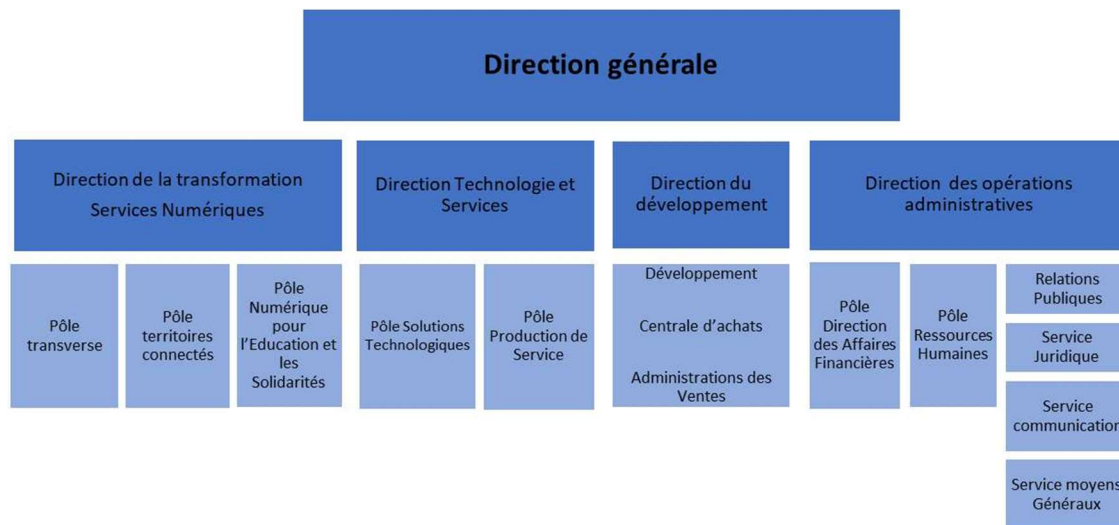 Direction générale
Direction de la transformation
Services Numériques
Direction Technologie et
Services
Direction du
développement
Direction des opérations
administratives
Pôle
transverse
Pôle
territoires
connectés
Pôle
Numérique
pour
l'Education et
les
Solidarités
Pôle Solutions
Technologiques
Pôle
Production de
Service
Développement
Centrale d'achats
Administrations des
Ventes
Pôle
Direction
des Affaires
Financières
Pôle
Ressources
Humaines
Relations
Publiques
Service
Juridique
Service
communication
Service moyens
Généraux